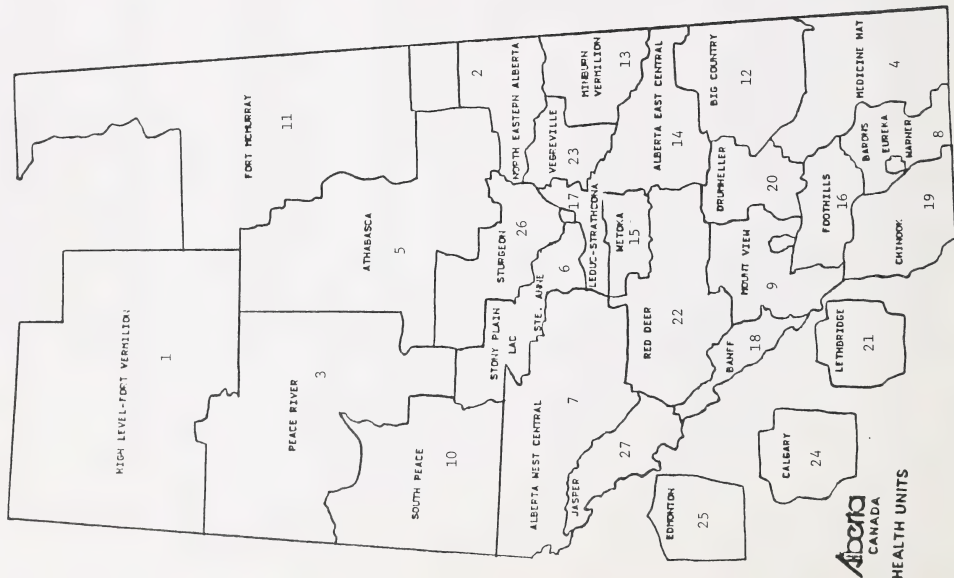 HIGH LEVEL-FORT VERMILION
1
FORT MCMURRAY
11
PEACE RIVER
3
ATHABASCA
5
SOUTH PEACE
10
2
NORTH EASTERN ALBERTA
STURGEON
26
STONY PLAIN
LAC
STE. ANNE
6
VEGREVILLE
23
MINBURN
VERMILION
13
17
LEDUC-STRATHCONA
ALBERTA WEST CENTRAL
7
WETOKA
15
ALBERTA EAST CENTRAL
14
JASPER
27
RED DEER
22
BIG COUNTRY
12
DRUMHELLER
20
MOUNT VIEW
9
BANFF
18
FOOTHILLS
16
MEDICINE HAT
4
BARONS
EUREKA
WARNER
8
CHINOOK
19
EDMONTON
25
CALGARY
24
LETHBRIDGE
21
Alberta
CANADA
HEALTH UNITS